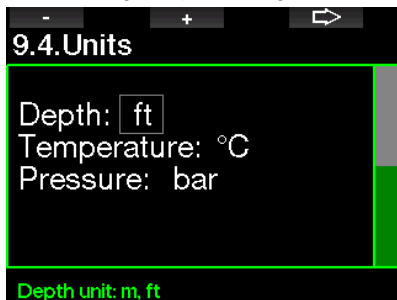 - +
9.4.Units
Depth: ft
Temperature: °C
Pressure: bar
Depth unit: m, ft